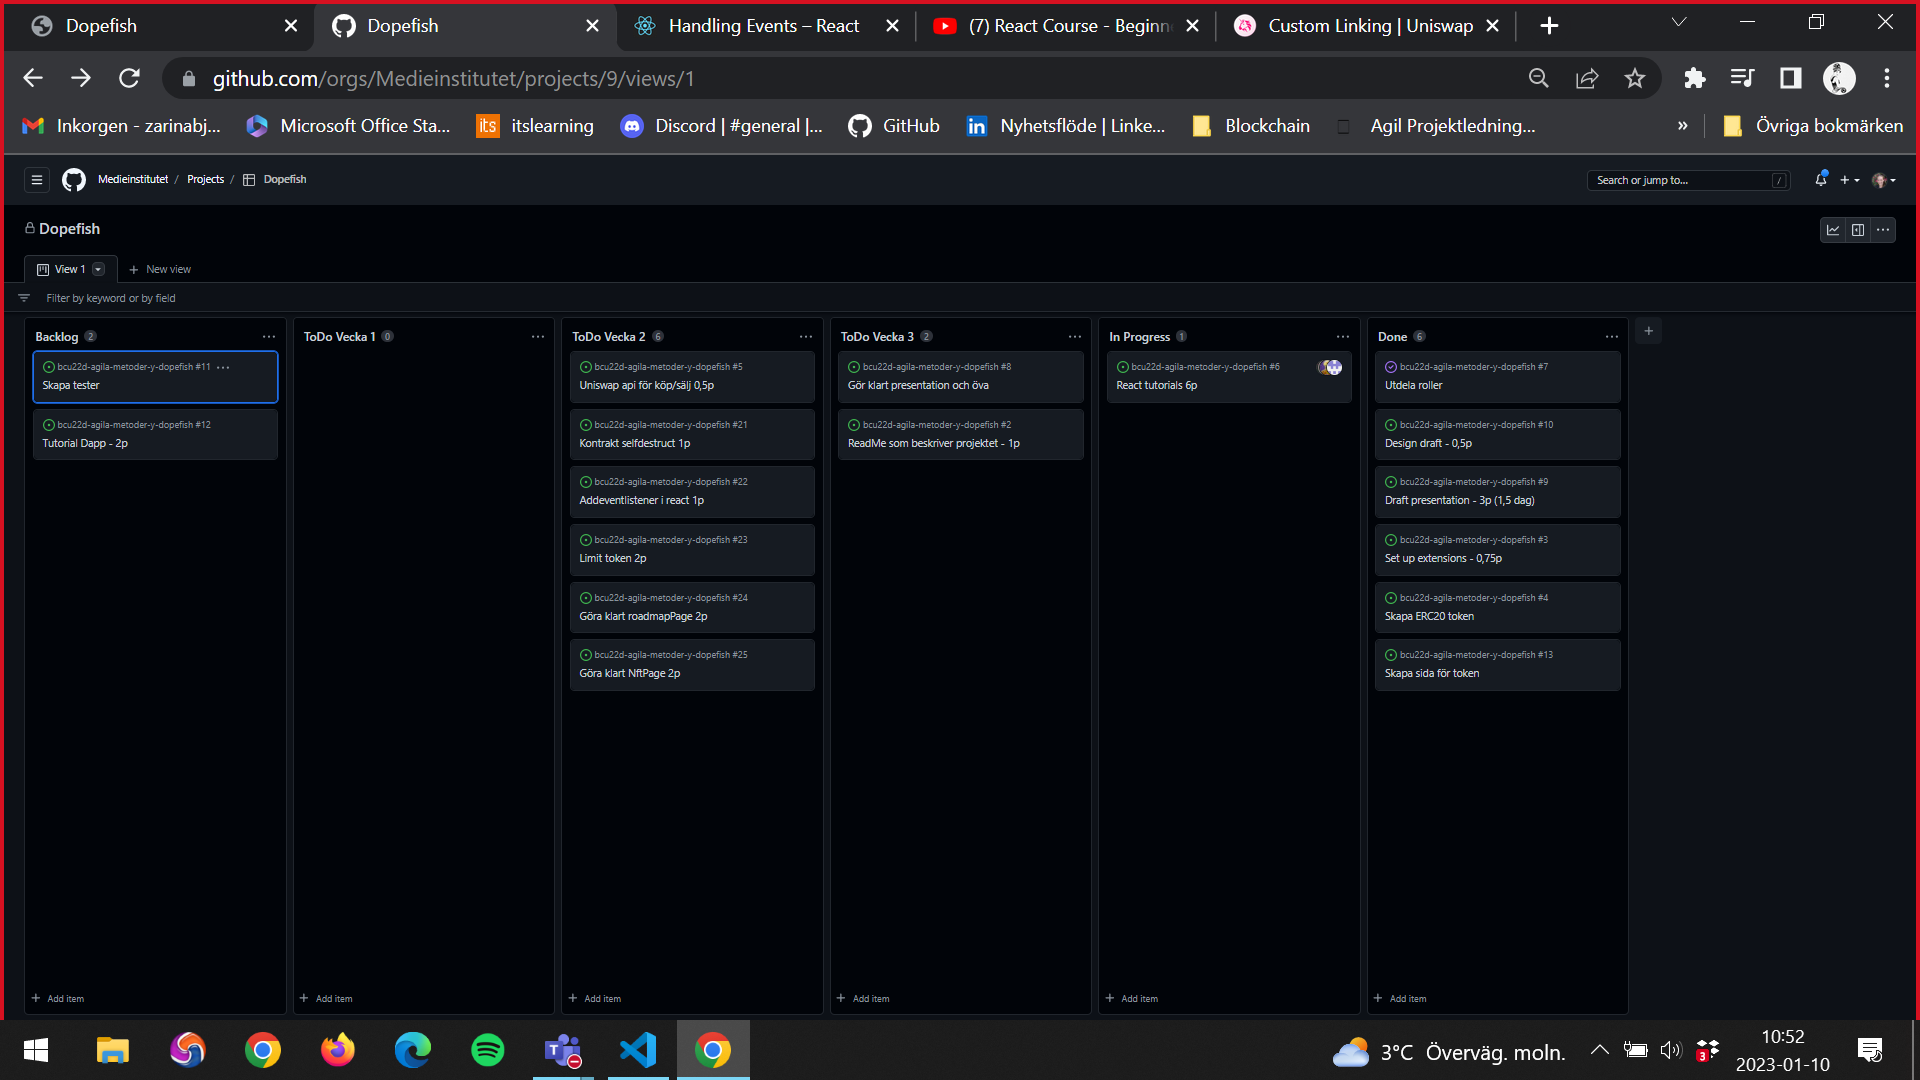 Dopefish
Dopefish
Handling Events – React
(7) React Course - Beginn
Custom Linking | Uniswap
github.com/orgs/Medieinstitutet/projects/9/views/1
Inkorgen - zarinabj...
Microsoft Office Sta...
its
itslearning
Discord | #general |...
GitHub
Nyhetsflöde | Linke...
Blockchain
Agil Projektledning...
»
Övriga bokmärken
Medieinstitutet / Projects / Dopefish
Search or jump to... /
Dopefish
View 1
New view
Filter by keyword or by field
Backlog 2
bcu22d-agila-metoder-y-dopefish #11
Skapa tester
bcu22d-agila-metoder-y-dopefish #12
Tutorial Dapp - 2p
Add item
ToDo Vecka 1 0
Add item
ToDo Vecka 2 6
bcu22d-agila-metoder-y-dopefish #5
Uniswap api för köp/sälj 0,5p
bcu22d-agila-metoder-y-dopefish #21
Kontrakt selfdestruct 1p
bcu22d-agila-metoder-y-dopefish #22
Addeventlistener i react 1p
bcu22d-agila-metoder-y-dopefish #23
Limit token 2p
bcu22d-agila-metoder-y-dopefish #24
Göra klart roadmapPage 2p
bcu22d-agila-metoder-y-dopefish #25
Göra klart NftPage 2p
Add item
ToDo Vecka 3 2
bcu22d-agila-metoder-y-dopefish #8
Gör klart presentation och öva
bcu22d-agila-metoder-y-dopefish #2
ReadMe som beskriver projektet - 1p
Add item
In Progress 1
bcu22d-agila-metoder-y-dopefish #6
React tutorials 6p
Add item
Done 6
bcu22d-agila-metoder-y-dopefish #7
Utdela roller
bcu22d-agila-metoder-y-dopefish #10
Design draft - 0,5p
bcu22d-agila-metoder-y-dopefish #9
Draft presentation - 3p (1,5 dag)
bcu22d-agila-metoder-y-dopefish #3
Set up extensions - 0,75p
bcu22d-agila-metoder-y-dopefish #4
Skapa ERC20 token
bcu22d-agila-metoder-y-dopefish #13
Skapa sida för token
Add item
3°C Överväg. moln.
3
10:52
2023-01-10